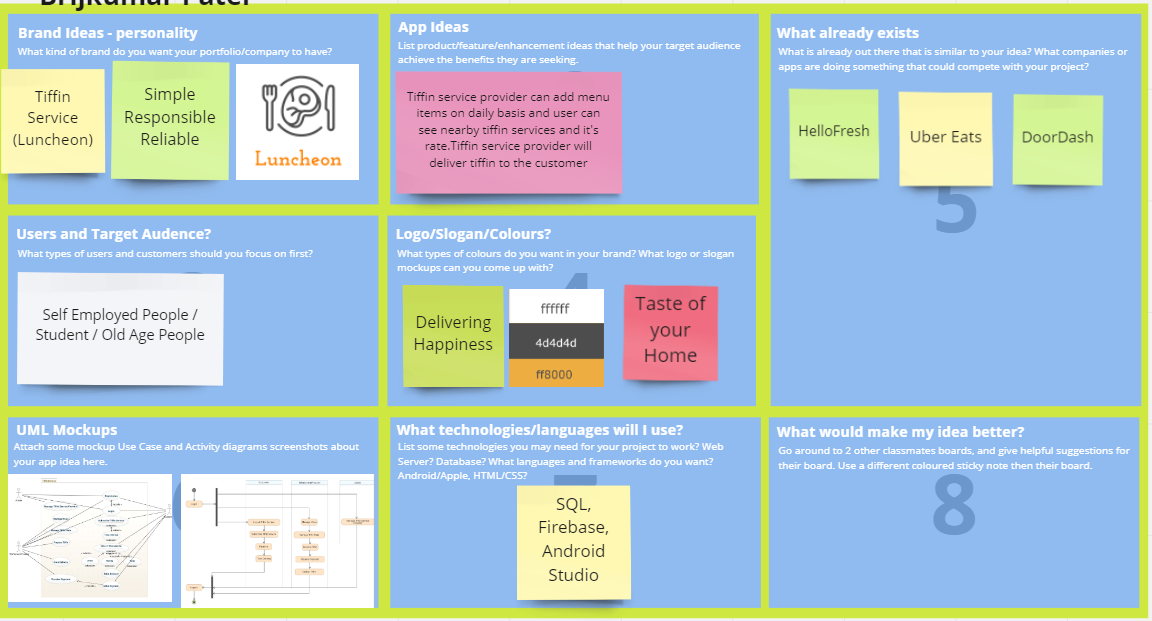 Brijkumar Patel
Brand Ideas - personality
What kind of brand do you want your portfolio/company to have?
Tiffin
Service
(Luncheon)
Simple
Responsible
Reliable
Luncheon
App Ideas
List product/feature/enhancement ideas that help your target audience
achieve the benefits they are seeking.
Tiffin service provider can add menu
items on daily basis and user can
see nearby tiffin services and it's
rate.Tiffin service provider will
deliver tiffin to the customer
What already exists
What is already out there that is similar to your idea? What companies or
apps are doing something that could compete with your project?
HelloFresh
Uber Eats
DoorDash
5
Users and Target Audience?
What types of users and customers should you focus on first?
Self Employed People /
Student / Old Age People
Logo/Slogan/Colours?
What types of colours do you want in your brand? What logo or slogan
mockups can you come up with?
4
Delivering
Happiness
ffffff
4d4d4d
ff8000
Taste of
your
Home
UML Mockups
Attach some mockup Use Case and Activity diagrams screenshots about
your app idea here.
What technologies/languages will I use?
List some technologies you may need for your project to work? Web
Server? Database? What languages and frameworks do you want?
Android/Apple, HTML/CSS?
SQL,
Firebase,
Android
Studio
What would make my idea better?
Go around to 2 other classmates boards, and give helpful suggestions for
their board. Use a different coloured sticky note then their board.
8